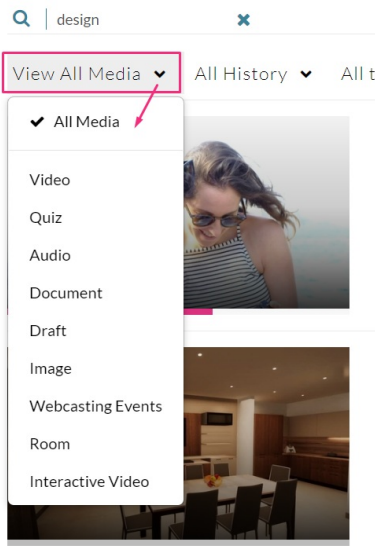 design
View All Media All History All t
All Media
Video
Quiz
Audio
Document
Draft
Image
Webcasting Events
Room
Interactive Video